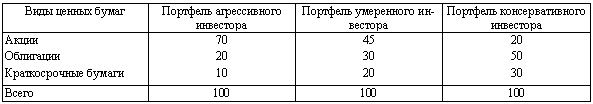 Виды ценных бумаг Портфель агрессивного инвестора Портфель умеренного ин-вестора Портфель консервативного инвестора
Акции 70 45 20
Облигации 20 30 50
Краткосрочные бумаги 10 20 30
Всего 100 100 100